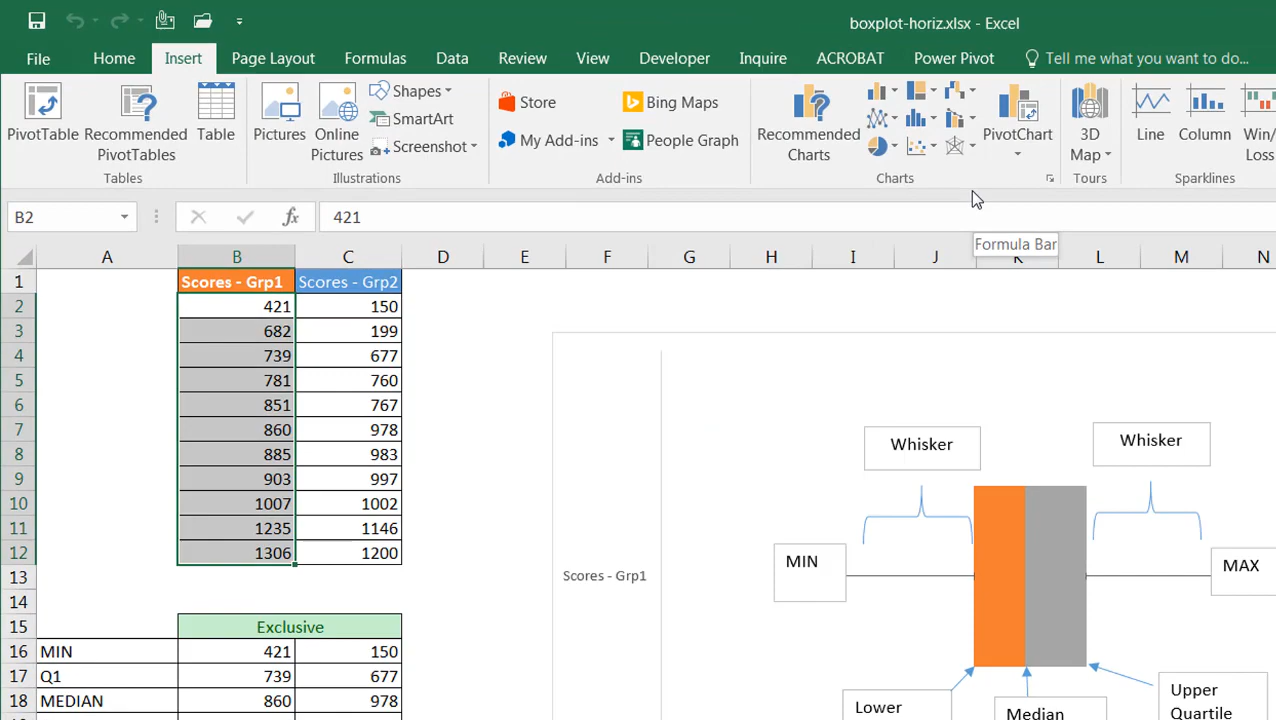 boxplot-horiz.xlsx - Excel
File Home Insert Page Layout Formulas Data Review View Developer Inquire ACROBAT Power Pivot Tell me what you want to do...
PivotTable
Recommended
PivotTables
Table
Tables
Pictures
Online
Pictures
Shapes
SmartArt
Screenshot
Illustrations
Store
My Add-ins
Bing Maps
People Graph
Add-ins
Recommended
Charts
PivotChart
Charts
3D
Map
Tours
Line
Column
Win/
Loss
Sparklines
B2 fx 421
Formula Bar
A B C D E F G H I J K L M N
1 Scores - Grp1 Scores - Grp2
2 421 150
3 682 199
4 739 677
5 781 760
6 851 767
7 860 978
8 885 983
9 903 997
10 1007 1002
11 1235 1146
12 1306 1200
13
14
15 Exclusive
16 MIN 421 150
17 Q1 739 677
18 MEDIAN 860 978
Whisker
Whisker
MIN
MAX
Scores - Grp1
Lower
Median
Upper
Quartile